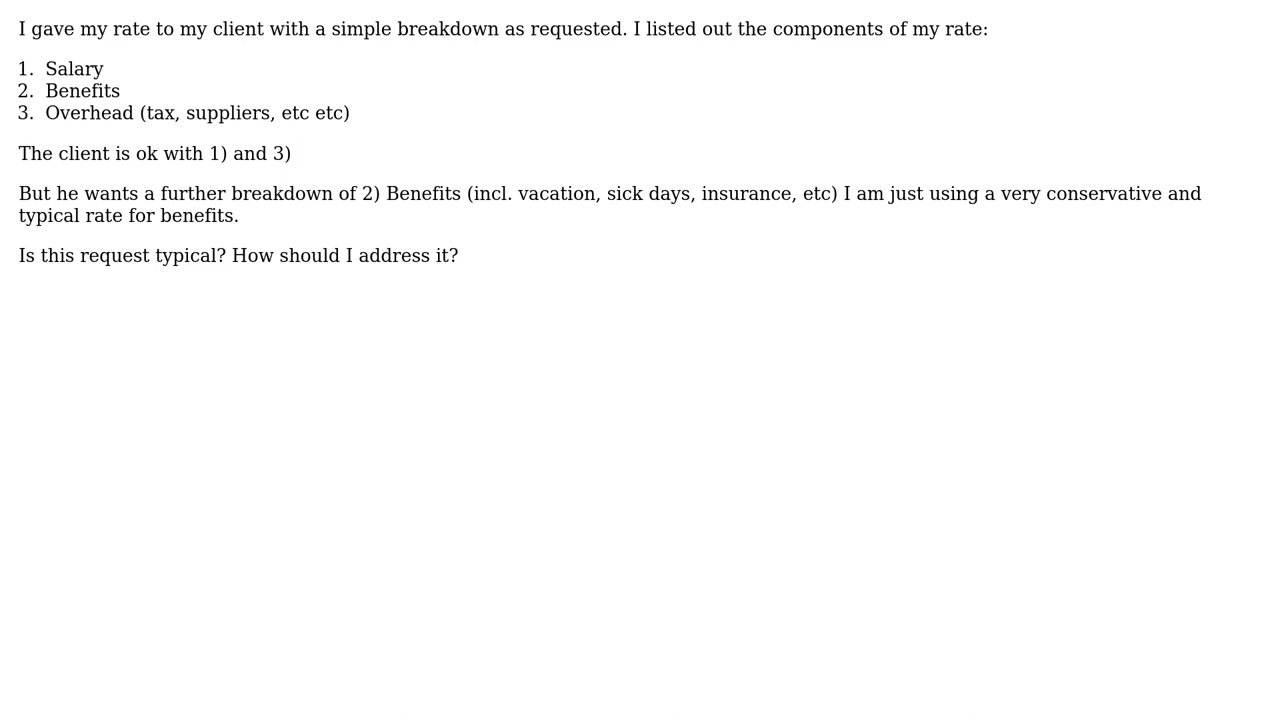 I gave my rate to my client with a simple breakdown as requested. I listed out the components of my rate:
1. Salary
2. Benefits
3. Overhead (tax, suppliers, etc etc)
The client is ok with 1) and 3)
But he wants a further breakdown of 2) Benefits (incl. vacation, sick days, insurance, etc) I am just using a very conservative and
typical rate for benefits.
Is this request typical? How should I address it?